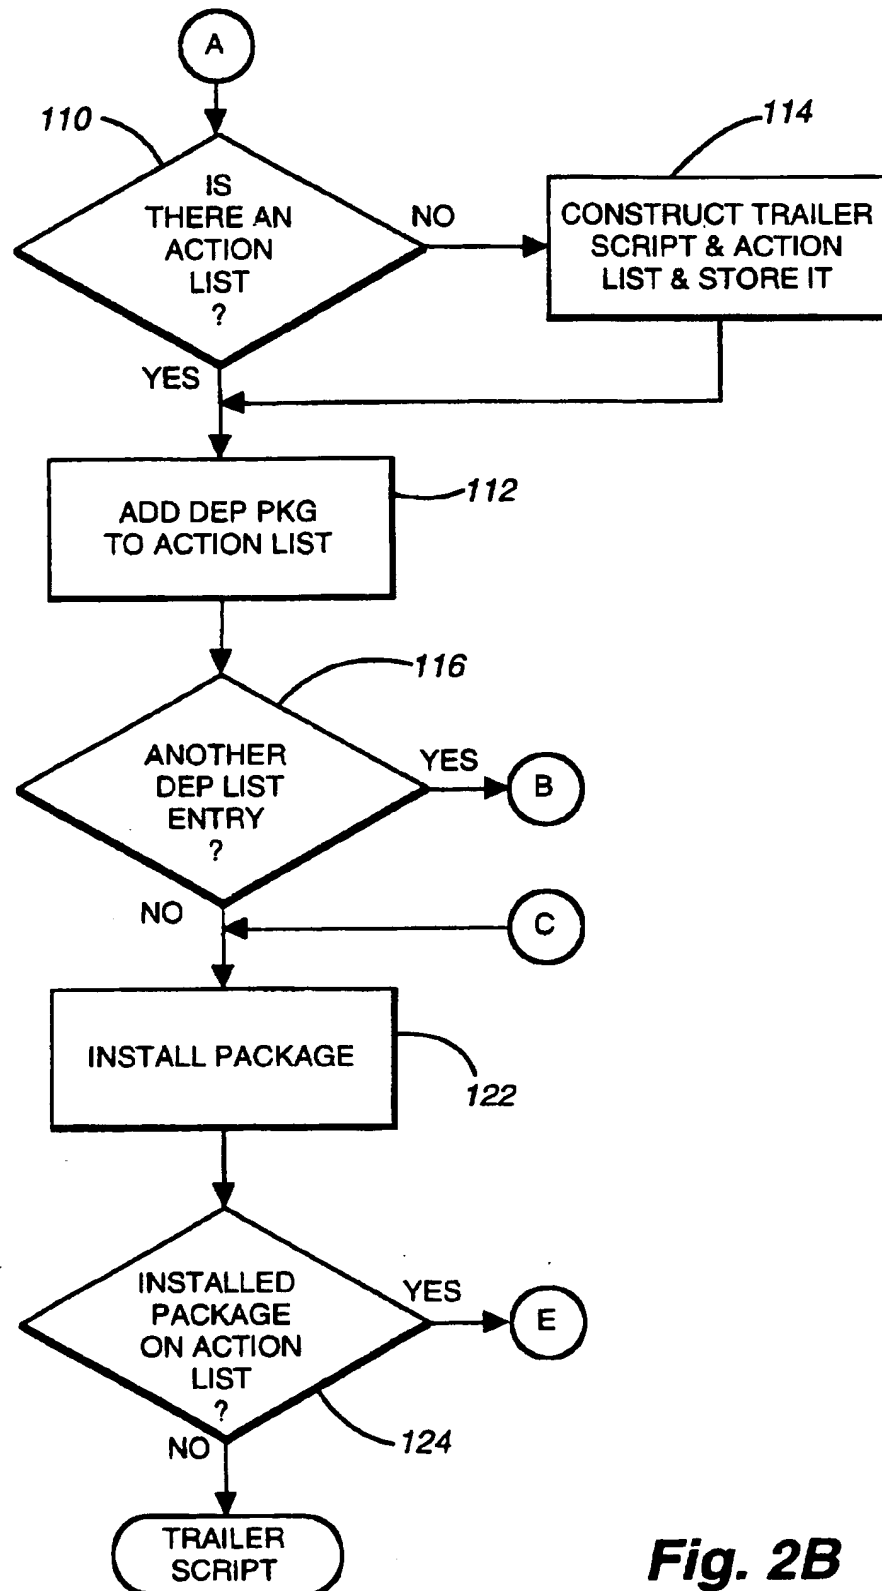 A
110
IS
THERE AN
ACTION
LIST
?
NO
114
CONSTRUCT TRAILER
SCRIPT & ACTION
LIST & STORE IT
YES
ADD DEP PKG
TO ACTION LIST
112
116
ANOTHER
DEP LIST
ENTRY
?
YES
B
NO
C
INSTALL PACKAGE
122
INSTALLED
PACKAGE
ON ACTION
LIST
?
YES
E
124
NO
TRAILER
SCRIPT
Fig. 2B